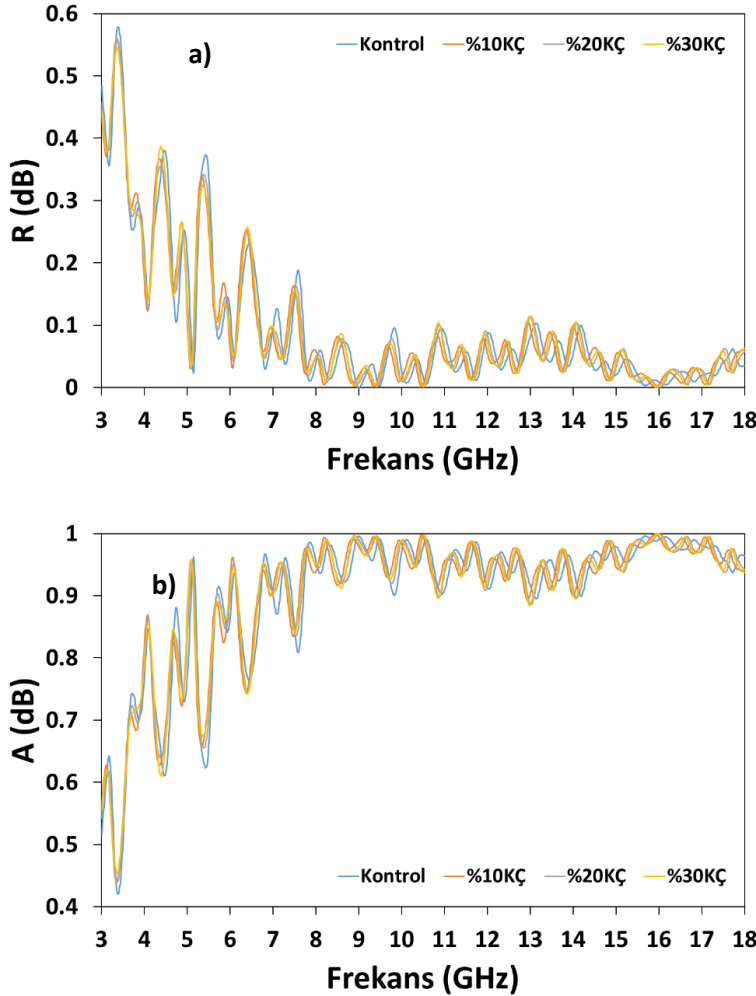 a)
Kontrol %10KÇ %20KÇ %30KÇ
0.6
0.5
0.4
0.3
0.2
0.1
0
R (dB)
3 4 5 6 7 8 9 10 11 12 13 14 15 16 17 18
Frekans (GHz)
b)
1
0.9
0.8
0.7
0.6
0.5
0.4
A (dB)
Kontrol %10KÇ %20KÇ %30KÇ
3 4 5 6 7 8 9 10 11 12 13 14 15 16 17 18
Frekans (GHz)